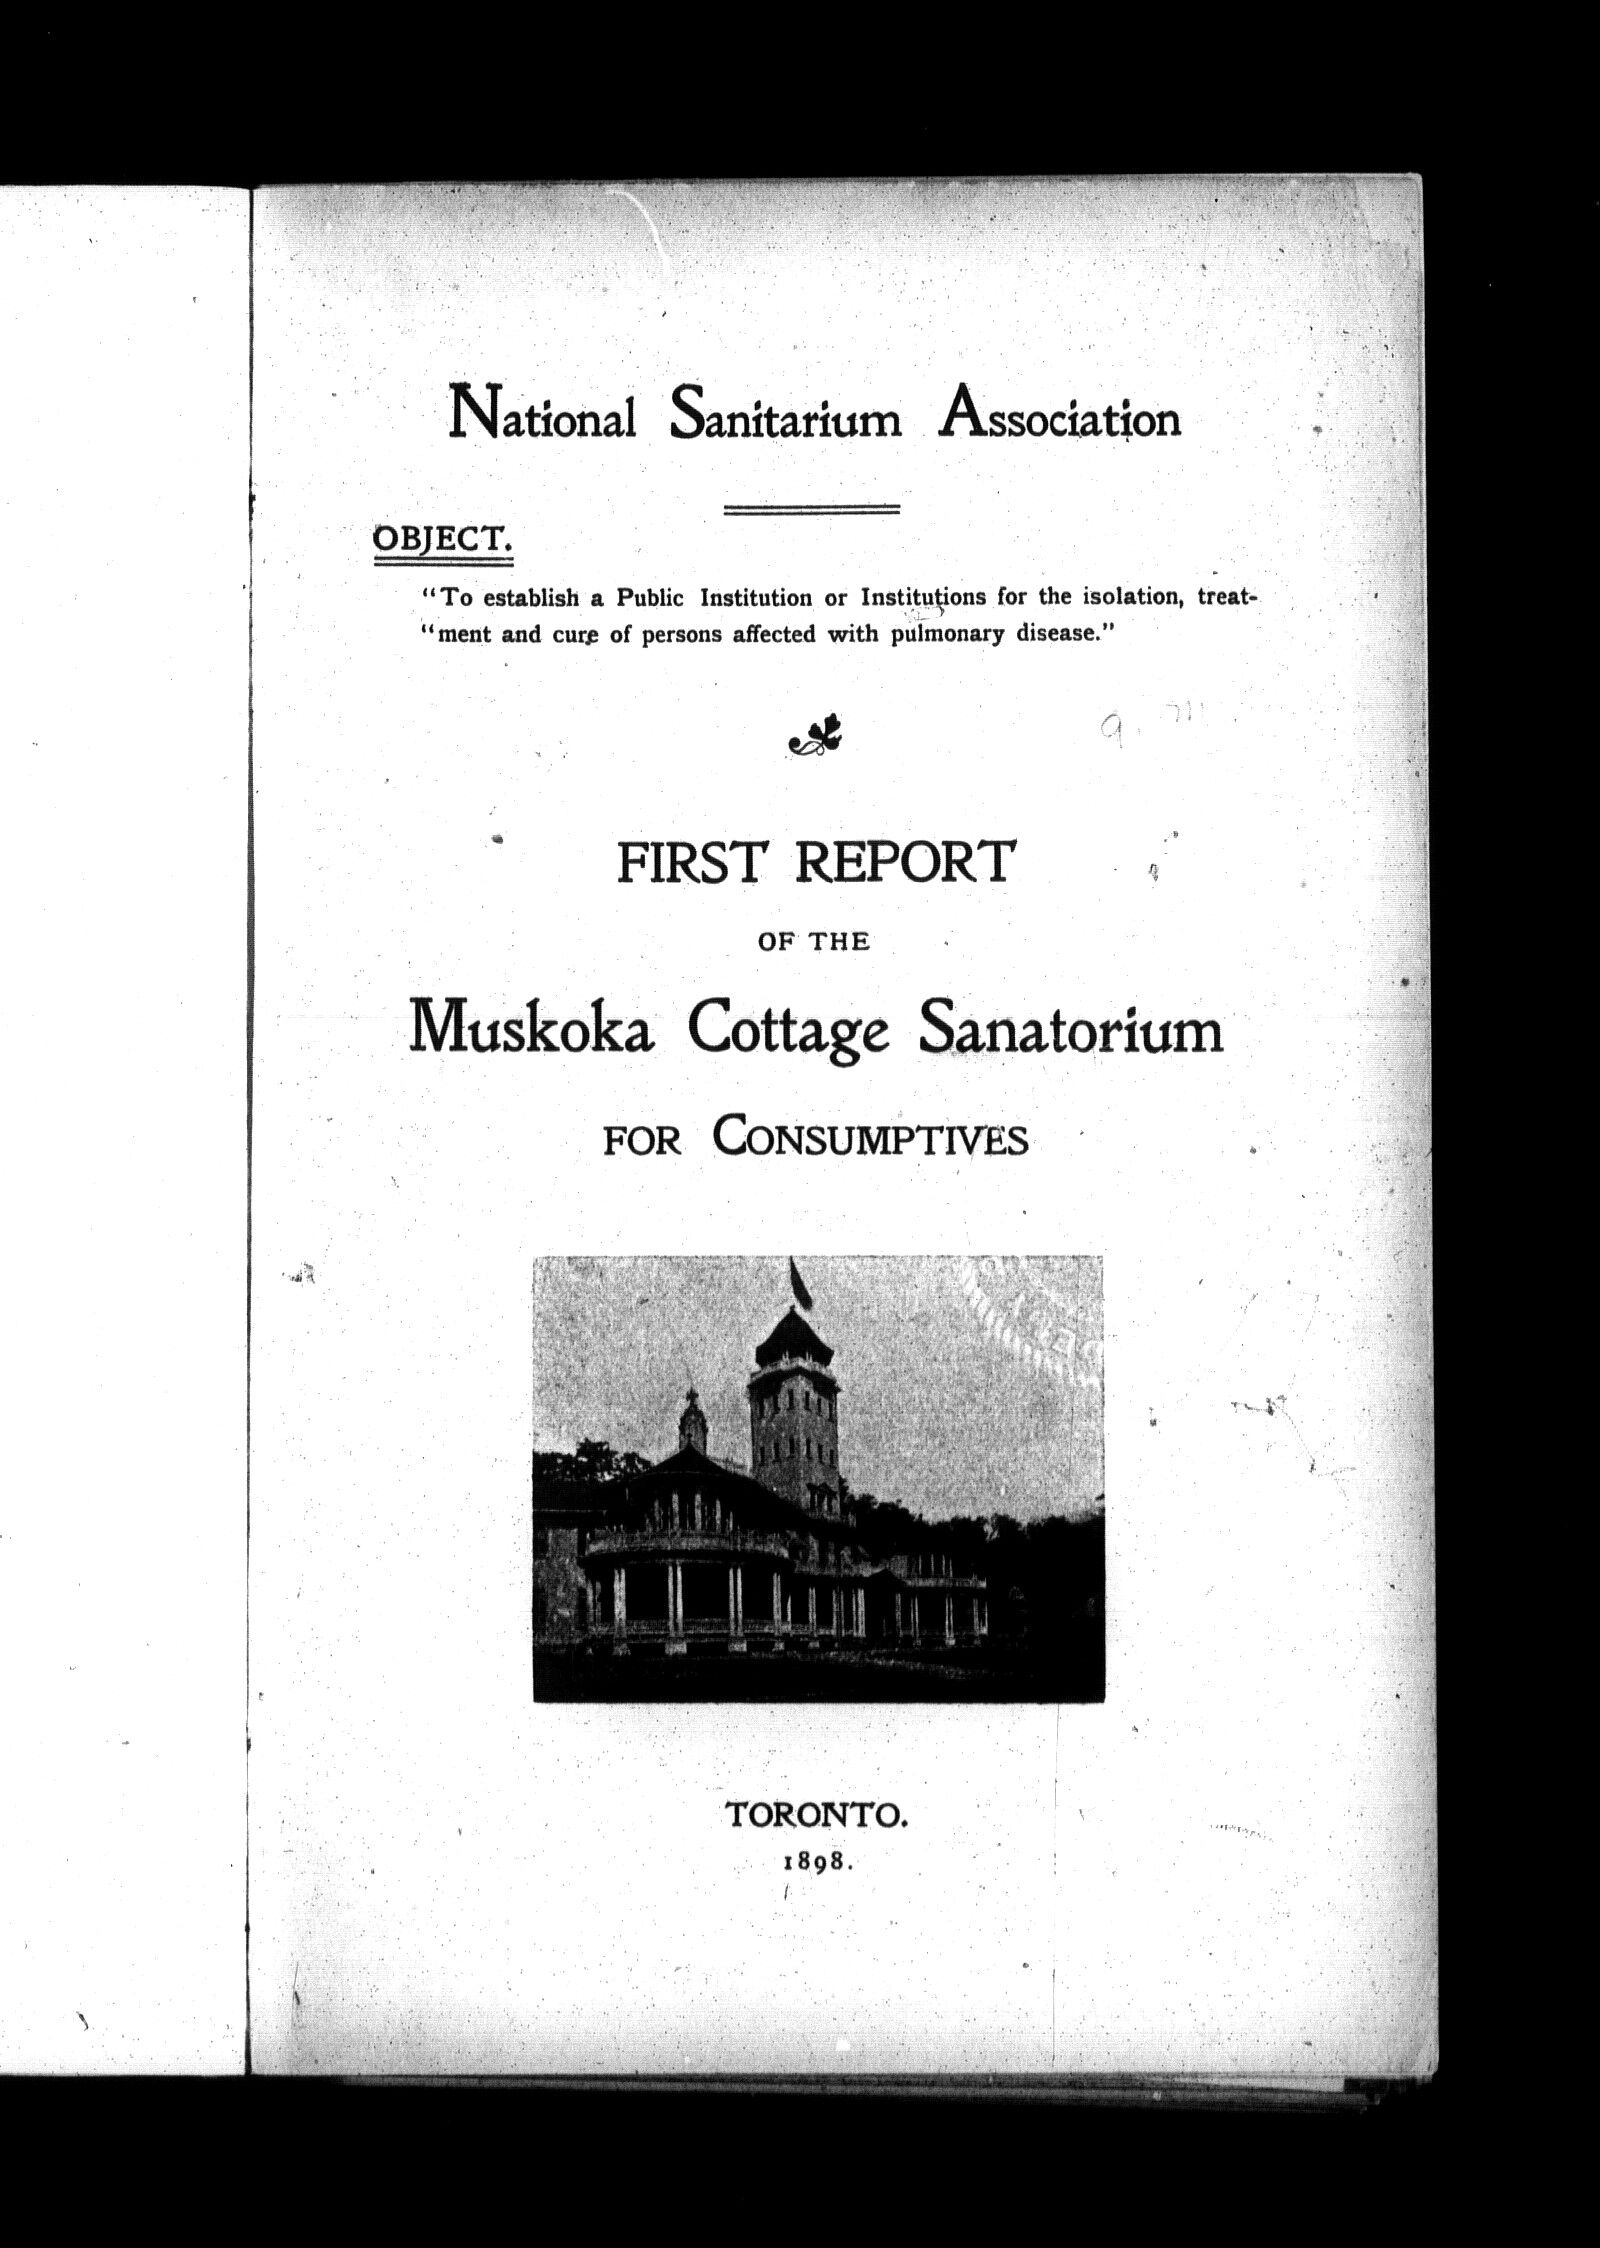 National Sanitarium Association
OBJECT.
“To establish a Public Institution or Institutions for the isolation, treat-
“ment and cure of persons affected with pulmonary disease.”
FIRST REPORT
OF THE
Muskoka Cottage Sanatorium
FOR CONSUMPTIVES
TORONTO.
1898.